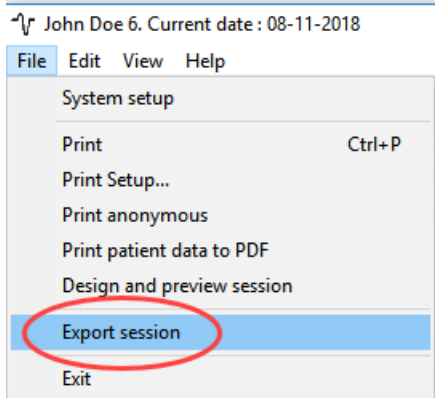 John Doe 6. Current date : 08-11-2018
File Edit View Help
System setup
Print Ctrl+P
Print Setup...
Print anonymous
Print patient data to PDF
Design and preview session
Export session
Exit